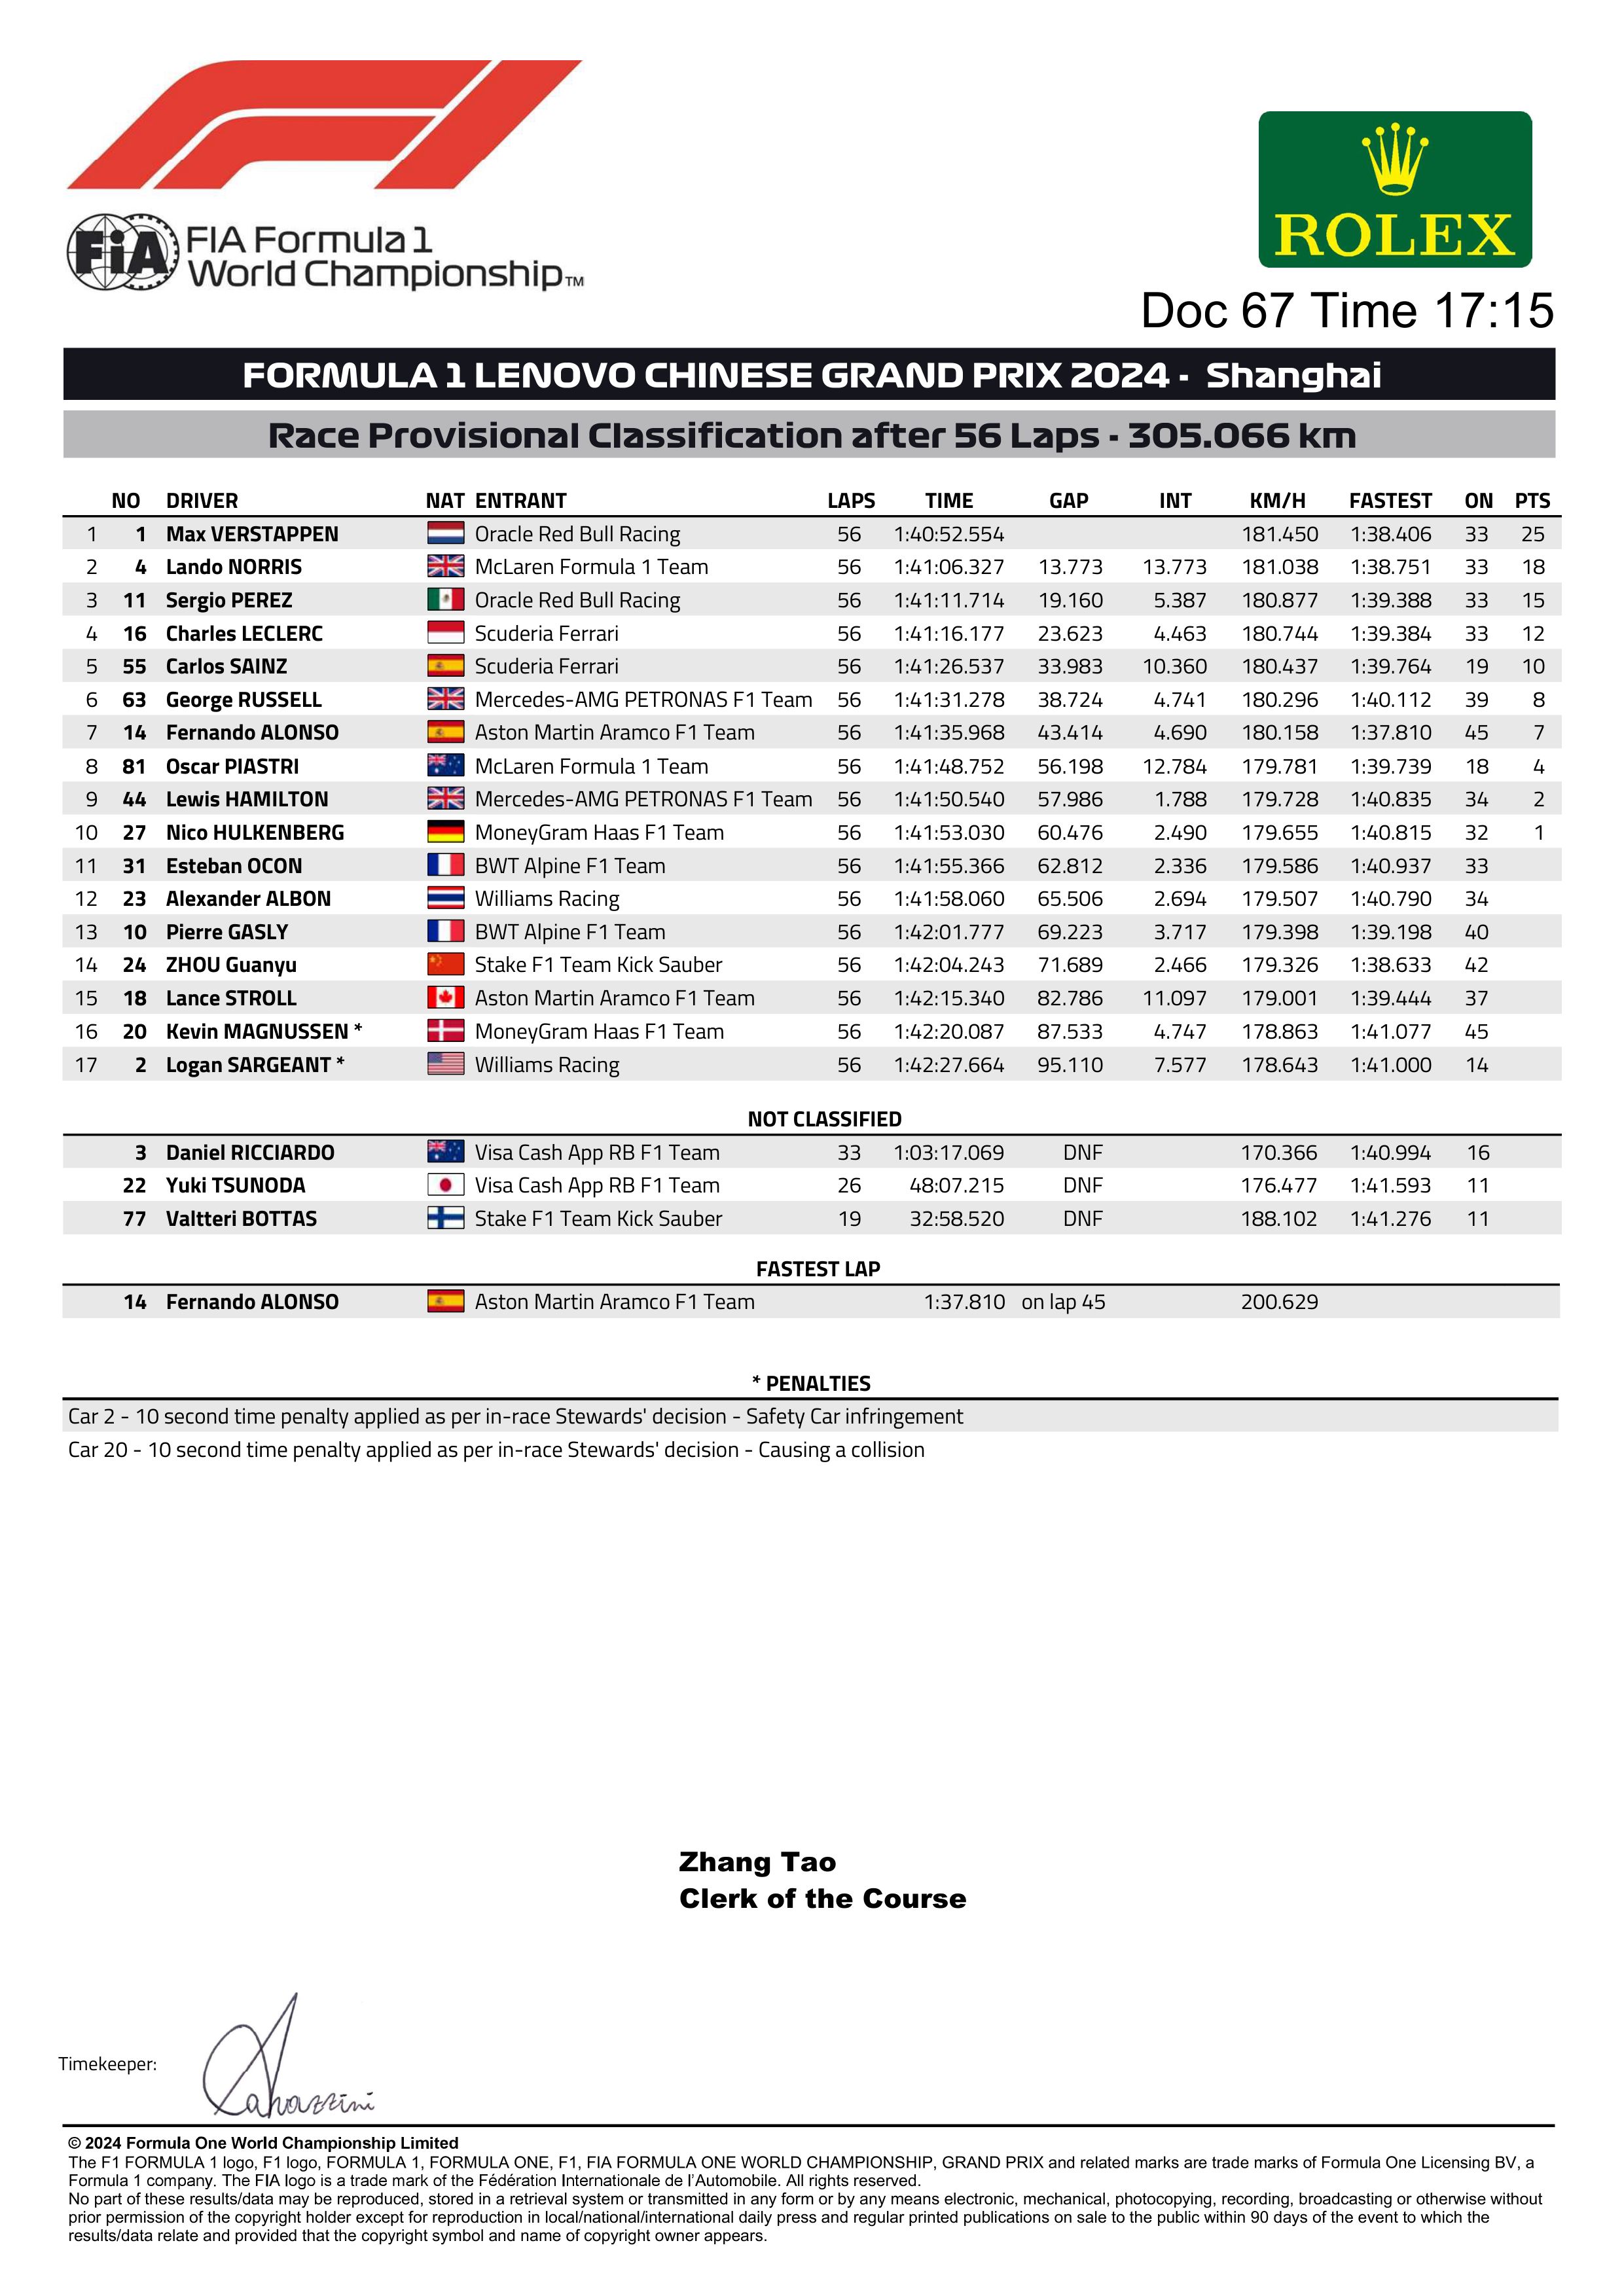 FIA FIA Formula 1
World Championship™
ROLEX
Doc 67 Time 17:15
FORMULA 1 LENOVO CHINESE GRAND PRIX 2024 - Shanghai
Race Provisional Classification after 56 Laps - 305.066 km
NO DRIVER NAT ENTRANT LAPS TIME GAP INT KM/H FASTEST ON PTS
1 1 Max VERSTAPPEN Oracle Red Bull Racing 56 1:40:52.554 181.450 1:38.406 33 25
2 4 Lando NORRIS McLaren Formula 1 Team 56 1:41:06.327 13.773 13.773 181.038 1:38.751 33 18
3 11 Sergio PEREZ Oracle Red Bull Racing 56 1:41:11.714 19.160 5.387 180.877 1:39.388 33 15
4 16 Charles LECLERC Scuderia Ferrari 56 1:41:16.177 23.623 4.463 180.744 1:39.384 33 12
5 55 Carlos SAINZ Scuderia Ferrari 56 1:41:26.537 33.983 10.360 180.437 1:39.764 19 10
6 63 George RUSSELL Mercedes-AMG PETRONAS F1 Team 56 1:41:31.278 38.724 4.741 180.296 1:40.112 39 8
7 14 Fernando ALONSO Aston Martin Aramco F1 Team 56 1:41:35.968 43.414 4.690 180.158 1:37.810 45 7
8 81 Oscar PIASTRI McLaren Formula 1 Team 56 1:41:48.752 56.198 12.784 179.781 1:39.739 18 4
9 44 Lewis HAMILTON Mercedes-AMG PETRONAS F1 Team 56 1:41:50.540 57.986 1.788 179.728 1:40.835 34 2
10 27 Nico HULKENBERG MoneyGram Haas F1 Team 56 1:41:53.030 60.476 2.490 179.655 1:40.815 32 1
11 31 Esteban OCON BWT Alpine F1 Team 56 1:41:55.366 62.812 2.336 179.586 1:40.937 33
12 23 Alexander ALBON Williams Racing 56 1:41:58.060 65.506 2.694 179.507 1:40.790 34
13 10 Pierre GASLY BWT Alpine F1 Team 56 1:42:01.777 69.223 3.717 179.398 1:39.198 40
14 24 ZHOU Guanyu Stake F1 Team Kick Sauber 56 1:42:04.243 71.689 2.466 179.326 1:38.633 42
15 18 Lance STROLL Aston Martin Aramco F1 Team 56 1:42:15.340 82.786 11.097 179.001 1:39.444 37
16 20 Kevin MAGNUSSEN * MoneyGram Haas F1 Team 56 1:42:20.087 87.533 4.747 178.863 1:41.077 45
17 2 Logan SARGEANT * Williams Racing 56 1:42:27.664 95.110 7.577 178.643 1:41.000 14
NOT CLASSIFIED
3 Daniel RICCIARDO Visa Cash App RB F1 Team 33 1:03:17.069 DNF 170.366 1:40.994 16
22 Yuki TSUNODA Visa Cash App RB F1 Team 26 48:07.215 DNF 176.477 1:41.593 11
77 Valtteri BOTTAS Stake F1 Team Kick Sauber 19 32:58.520 DNF 188.102 1:41.276 11
FASTEST LAP
14 Fernando ALONSO Aston Martin Aramco F1 Team 1:37.810 on lap 45 200.629
* PENALTIES
Car 2 - 10 second time penalty applied as per in-race Stewards' decision - Safety Car infringement
Car 20 - 10 second time penalty applied as per in-race Stewards' decision - Causing a collision
Zhang Tao
Clerk of the Course
Timekeeper:
© 2024 Formula One World Championship Limited
The F1 FORMULA 1 logo, F1 logo, FORMULA 1, FORMULA ONE, F1, FIA FORMULA ONE WORLD CHAMPIONSHIP, GRAND PRIX and related marks are trade marks of Formula One Licensing BV, a
Formula 1 company. The FIA logo is a trade mark of the Fédération Internationale de l'Automobile. All rights reserved.
No part of these results/data may be reproduced, stored in a retrieval system or transmitted in any form or by any means electronic, mechanical, photocopying, recording, broadcasting or otherwise without
prior permission of the copyright holder except for reproduction in local/national/international daily press and regular printed publications on sale to the public within 90 days of the event to which the
results/data relate and provided that the copyright symbol and name of copyright owner appears.